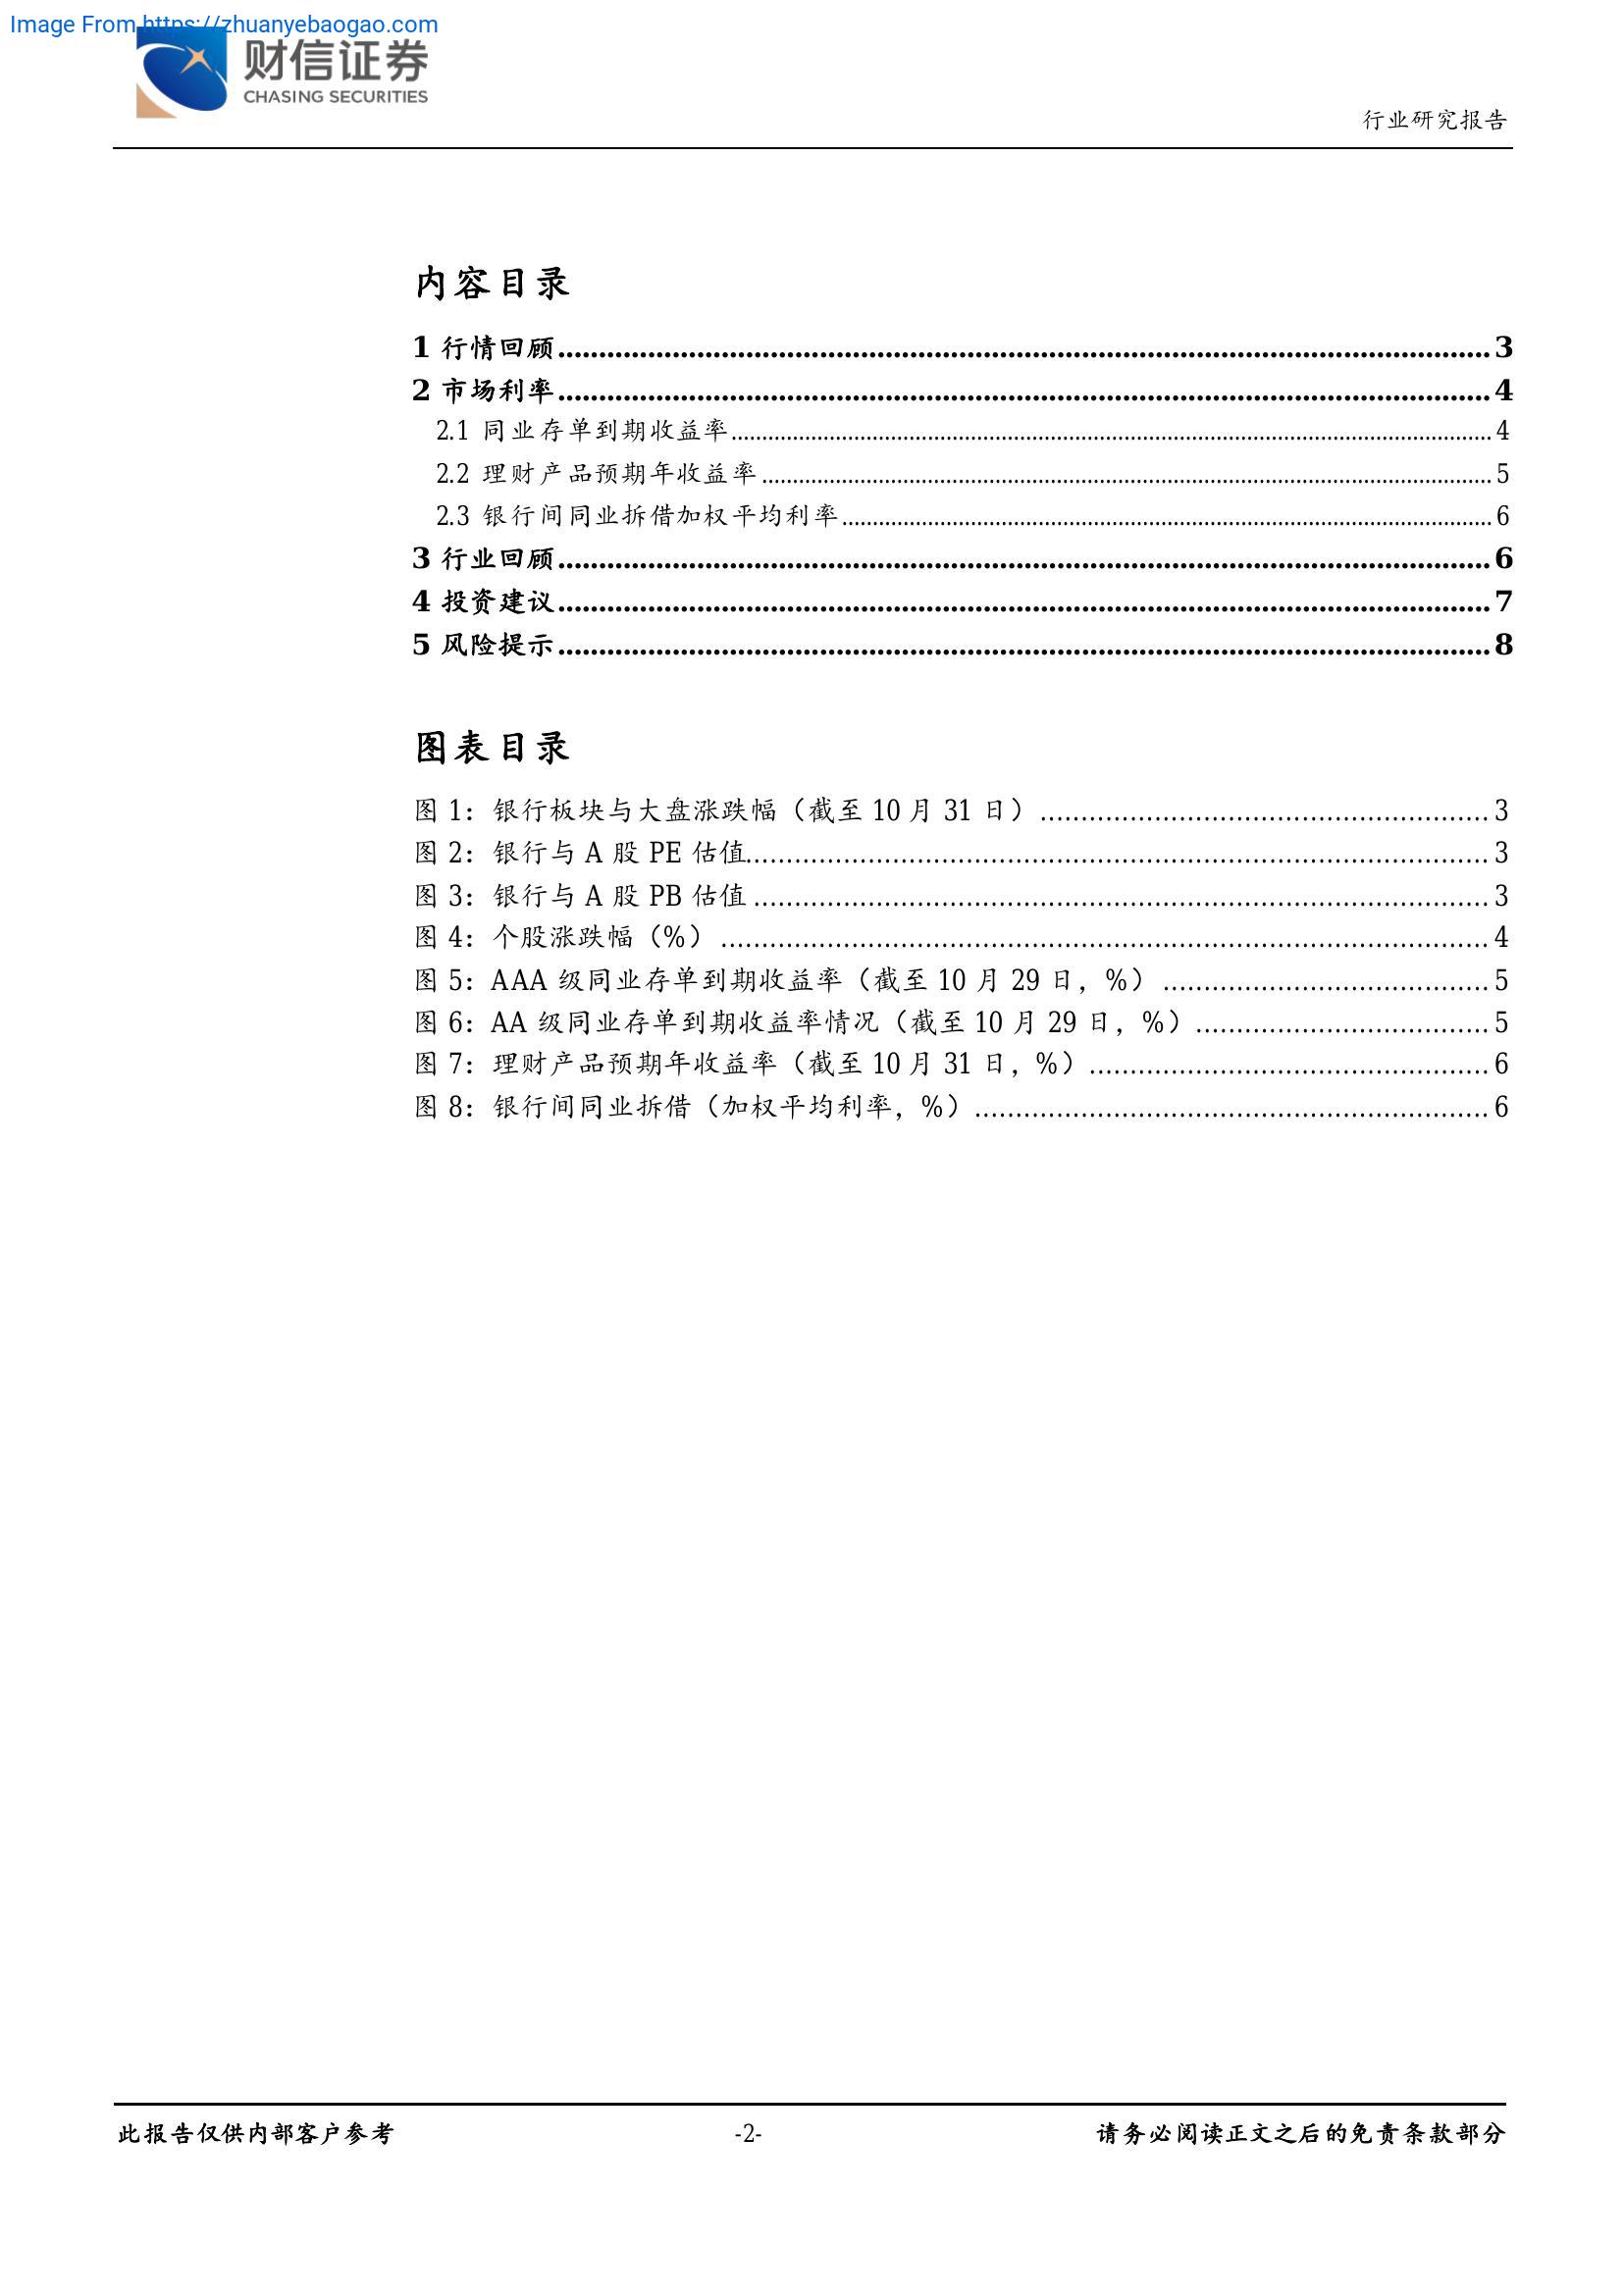 Image From https://zhuanyebaogao.com
财信证券
CHASING SECURITIES
行业研究报告
内容目录
1 行情回顾 3
2 市场利率 4
2.1 同业存单到期收益率 4
2.2 理财产品预期年收益率 5
2.3 银行间同业拆借加权平均利率 6
3 行业回顾 6
4 投资建议 7
5 风险提示 8
图表目录
图 1：银行板块与大盘涨跌幅（截至 10 月 31 日） 3
图 2：银行与 A 股 PE 估值 3
图 3：银行与 A 股 PB 估值 3
图 4：个股涨跌幅（%） 4
图 5：AAA 级同业存单到期收益率（截至 10 月 29 日，%） 5
图 6：AA 级同业存单到期收益率情况（截至 10 月 29 日，%） 5
图 7：理财产品预期年收益率（截至 10 月 31 日，%） 6
图 8：银行间同业拆借（加权平均利率，%） 6
此报告仅供内部客户参考
-2-
请务必阅读正文之后的免责条款部分